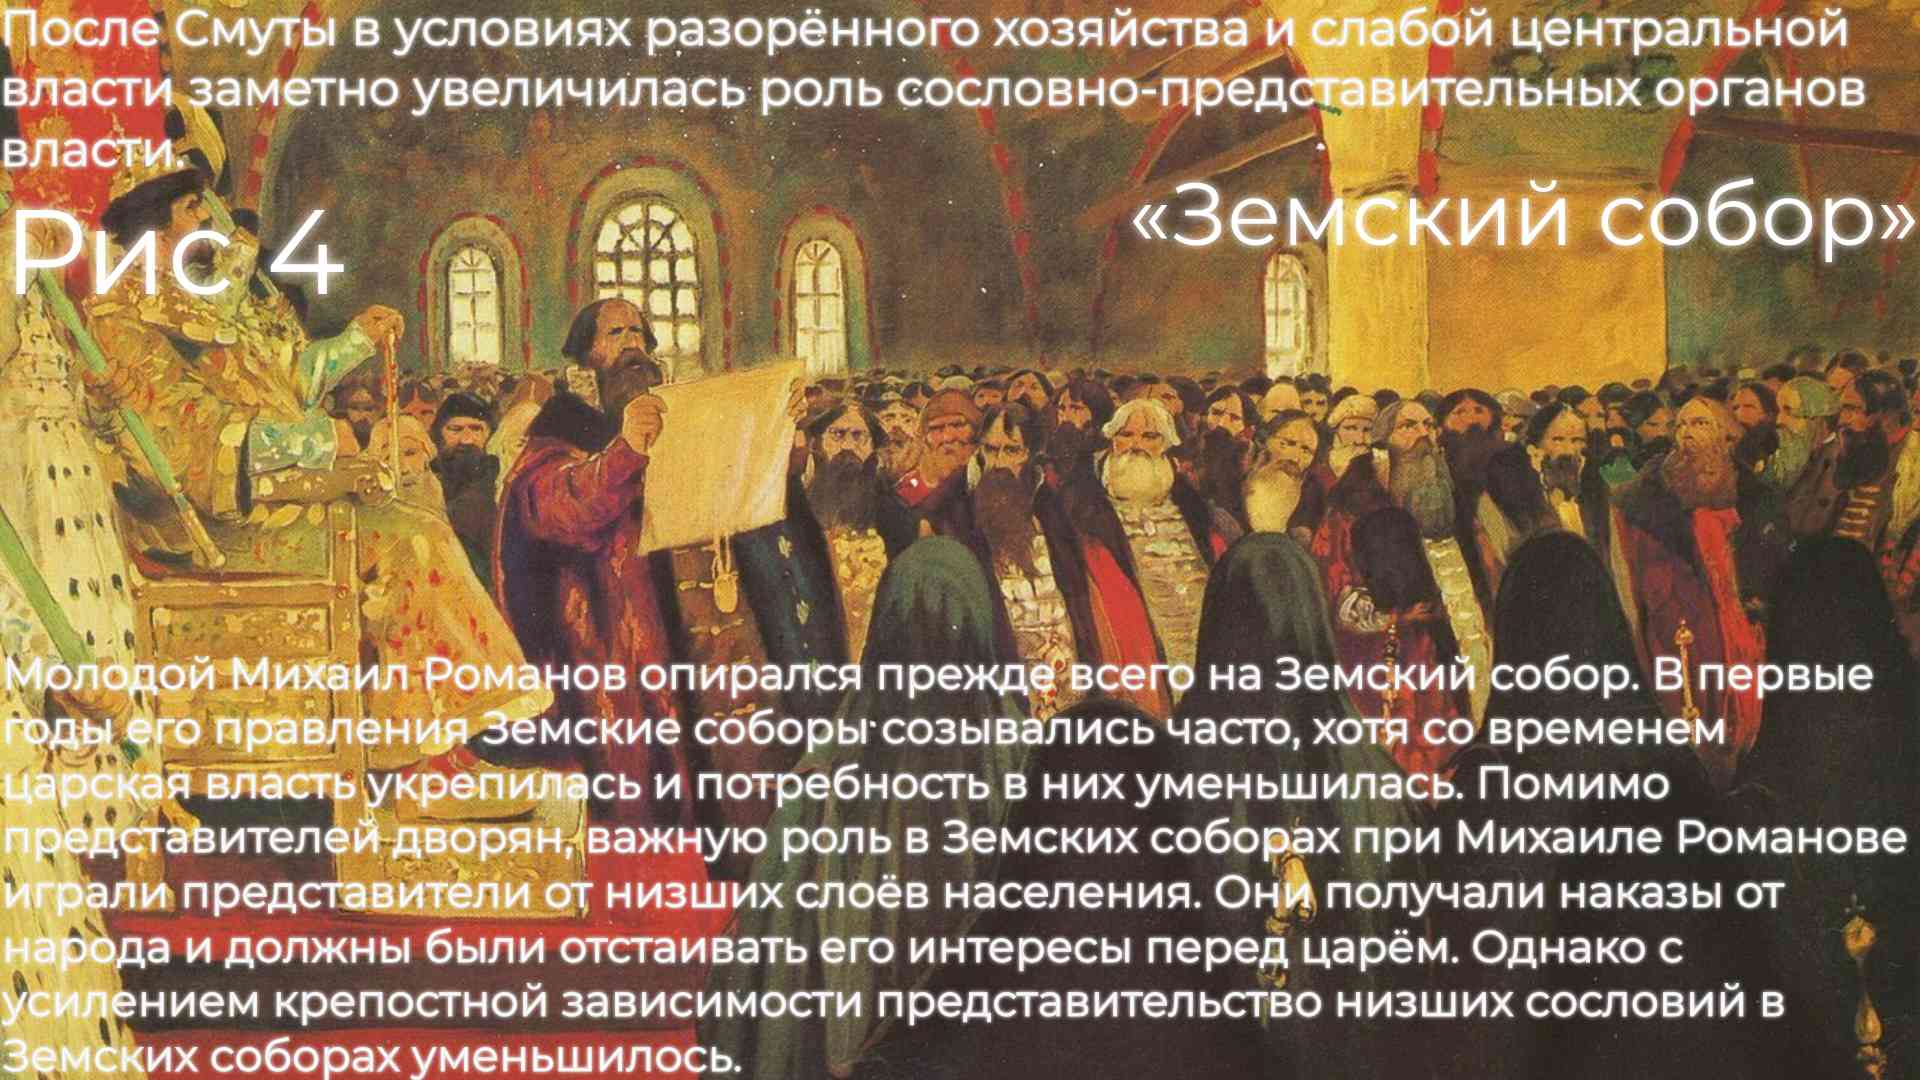 После Смуты в условиях разорённого хозяйства и слабой центральной
власти заметно увеличилась роль сословно-представительных органов
власти.
«Земский собор»
Рис 4
Молодой Михаил Романов опирался прежде всего на Земский собор. В первые
годы его правления Земские соборы созывались часто, хотя со временем
царская власть укрепилась и потребность в них уменьшилась. Помимо
представителей дворян, важную роль в Земских соборах при Михаиле Романове
играли представители от низших слоёв населения. Они получали наказы от
народа и должны были отстаивать его интересы перед царём. Однако с
усилением крепостной зависимости представительство низших сословий в
Земских соборах уменьшилось.